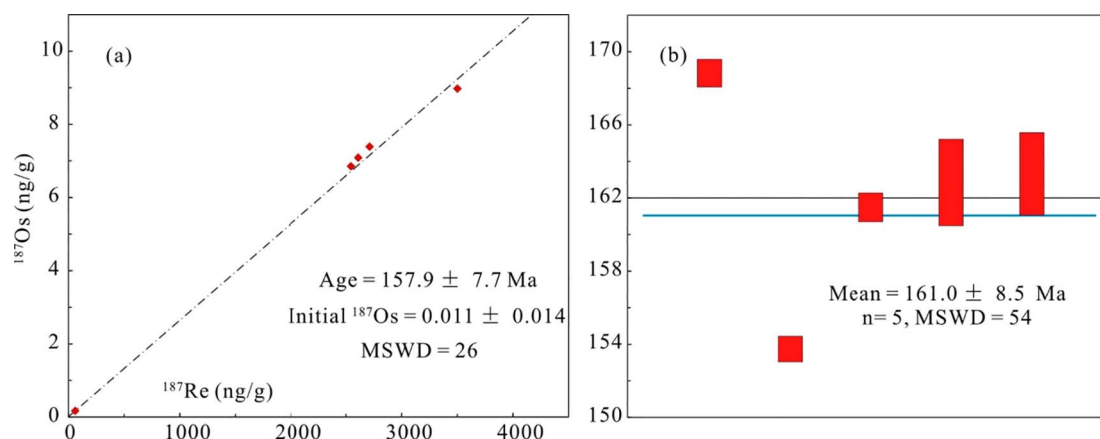 (a)
10
8
6
4
2
0
¹⁸⁷Os (ng/g)
Age = 157.9 ± 7.7 Ma
Initial ¹⁸⁷Os = 0.011 ± 0.014
MSWD = 26
¹⁸⁷Re (ng/g)
0
1000
2000
3000
4000
(b)
170
166
162
158
154
150
Mean = 161.0 ± 8.5 Ma
n= 5, MSWD = 54